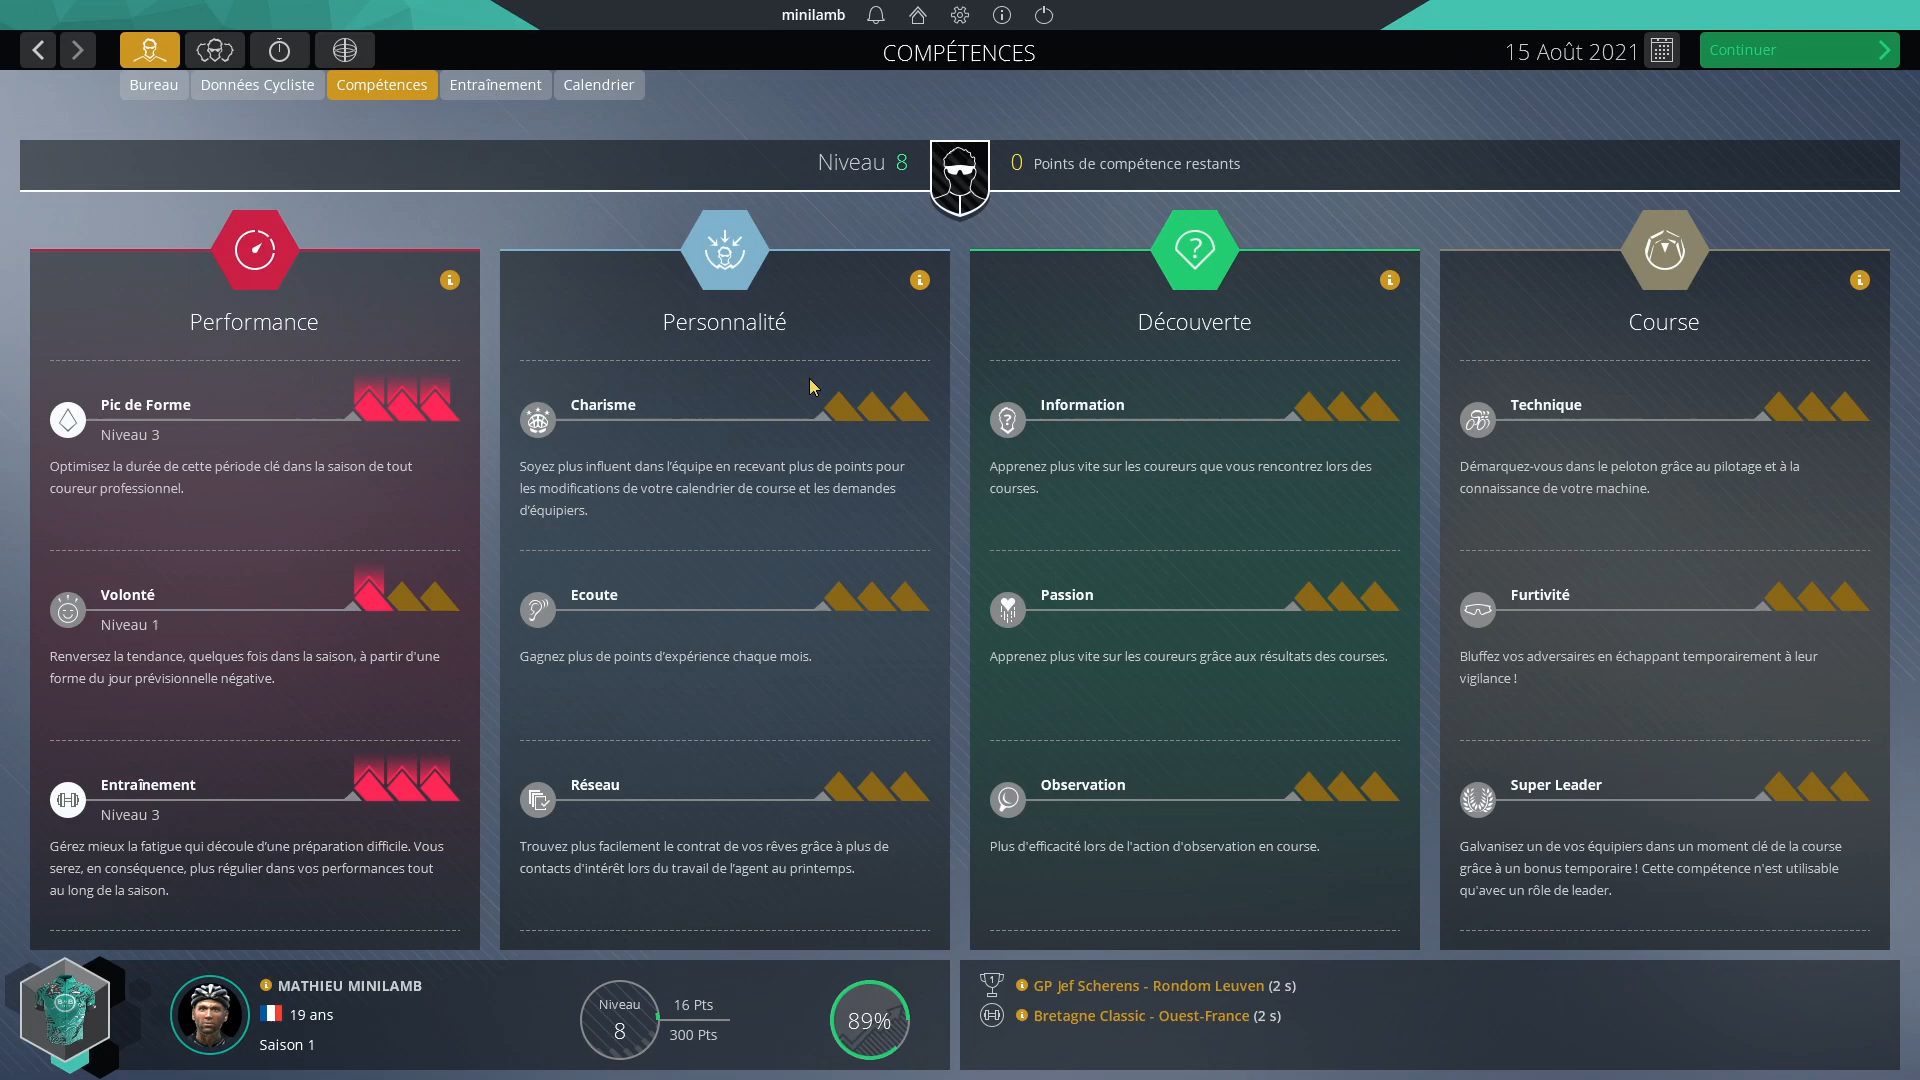 minilamb
COMPÉTENCES
15 Août 2021
Continuer
Bureau
Données Cycliste
Compétences
Entraînement
Calendrier
Niveau 8
0 Points de compétence restants
Performance
Pic de Forme
Niveau 3
Optimisez la durée de cette période clé dans la saison de tout
coureur professionnel.
Volonté
Niveau 1
Renversez la tendance, quelques fois dans la saison, à partir d'une
forme du jour prévisionnelle négative.
Entraînement
Niveau 3
Gérez mieux la fatigue qui découle d’une préparation difficile. Vous
serez, en conséquence, plus régulier dans vos performances tout
au long de la saison.
Personnalité
Charisme
Soyez plus influent dans l’équipe en recevant plus de points pour
les modifications de votre calendrier de course et les demandes
d’équipiers.
Ecoute
Gagnez plus de points d’expérience chaque mois.
Réseau
Trouvez plus facilement le contrat de vos rêves grâce à plus de
contacts d'intérêt lors du travail de l’agent au printemps.
Découverte
Information
Apprenez plus vite sur les coureurs que vous rencontrez lors des
courses.
Passion
Apprenez plus vite sur les coureurs grâce aux résultats des courses.
Observation
Plus d'efficacité lors de l'action d'observation en course.
Course
Technique
Démarquez-vous dans le peloton grâce au pilotage et à la
connaissance de votre machine.
Furtivité
Bluffez vos adversaires en échappant temporairement à leur
vigilance !
Super Leader
Galvanisez un de vos équipiers dans un moment clé de la course
grâce à un bonus temporaire ! Cette compétence n'est utilisable
qu'avec un rôle de leader.
MATHIEU MINILAMB
19 ans
Saison 1
Niveau
8
16 Pts
300 Pts
89%
GP Jef Scherens - Rondom Leuven (2 s)
Bretagne Classic - Ouest-France (2 s)